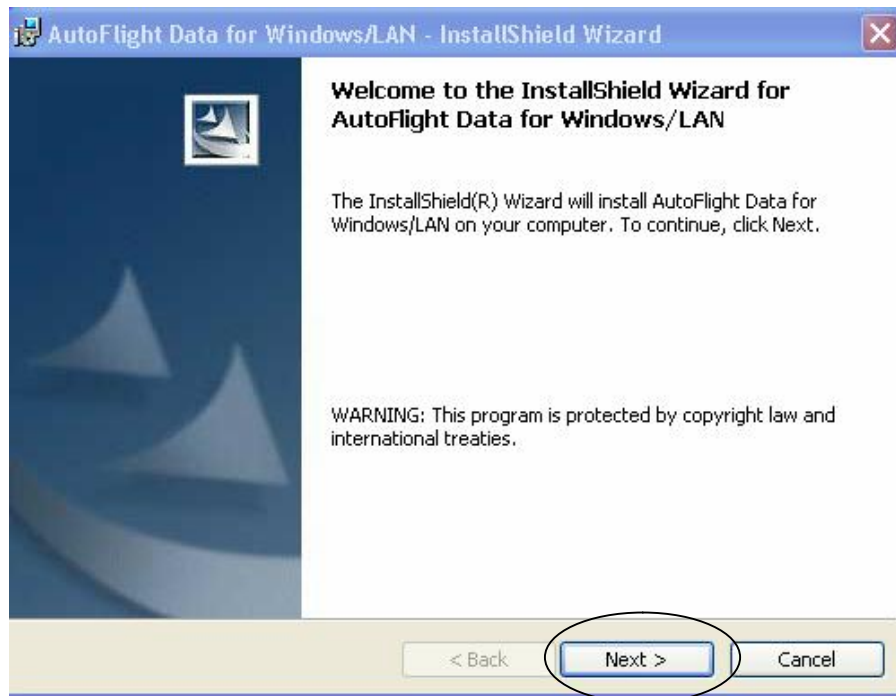 AutoFlight Data for Windows/LAN - InstallShield Wizard
Welcome to the InstallShield Wizard for
AutoFlight Data for Windows/LAN
The InstallShield(R) Wizard will install AutoFlight Data for
Windows/LAN on your computer. To continue, click Next.
WARNING: This program is protected by copyright law and
international treaties.
< Back Next > Cancel